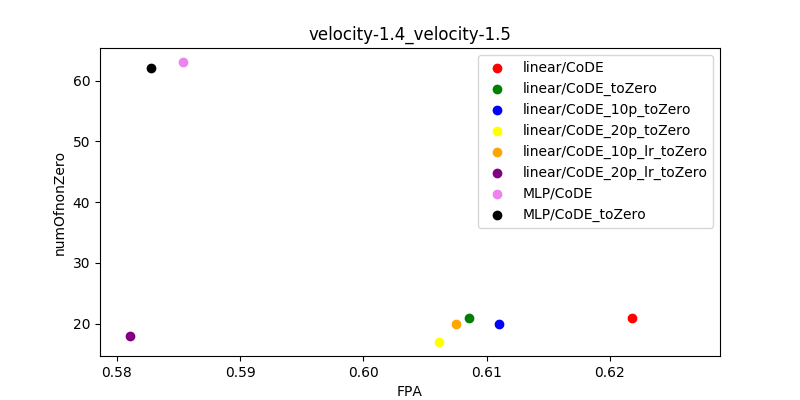 velocity-1.4_velocity-1.5
numOfnonZero
60
50
40
30
20
0.58
0.59
0.60
0.61
0.62
FPA
linear/CoDE
linear/CoDE_toZero
linear/CoDE_10p_toZero
linear/CoDE_20p_toZero
linear/CoDE_10p_lr_toZero
linear/CoDE_20p_lr_toZero
MLP/CoDE
MLP/CoDE_toZero